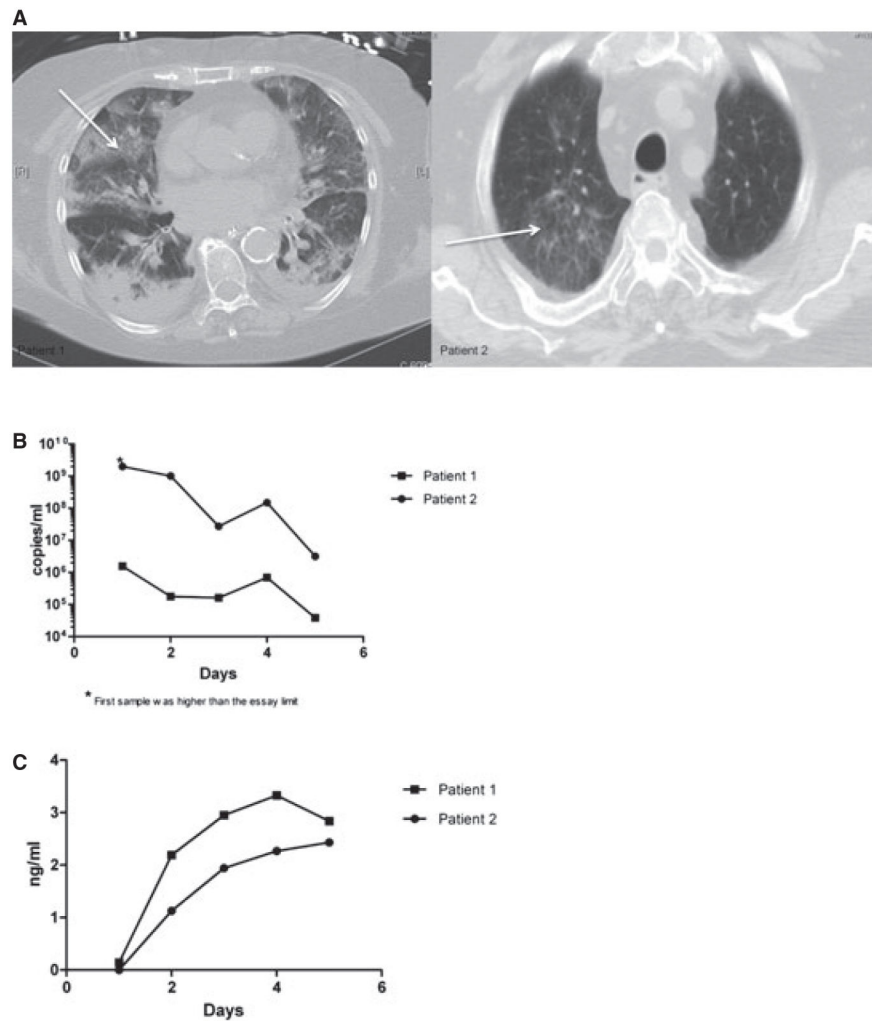 A
[R]
[L]
Patient 1
Patient 2
B
10^10
10^9
10^8
10^7
10^6
10^5
10^4
copies/ml
*
0 2 4 6
Days
Patient 1
Patient 2
* First sample was higher than the essay limit
C
4
3
2
1
0
ng/ml
0 2 4 6
Days
Patient 1
Patient 2